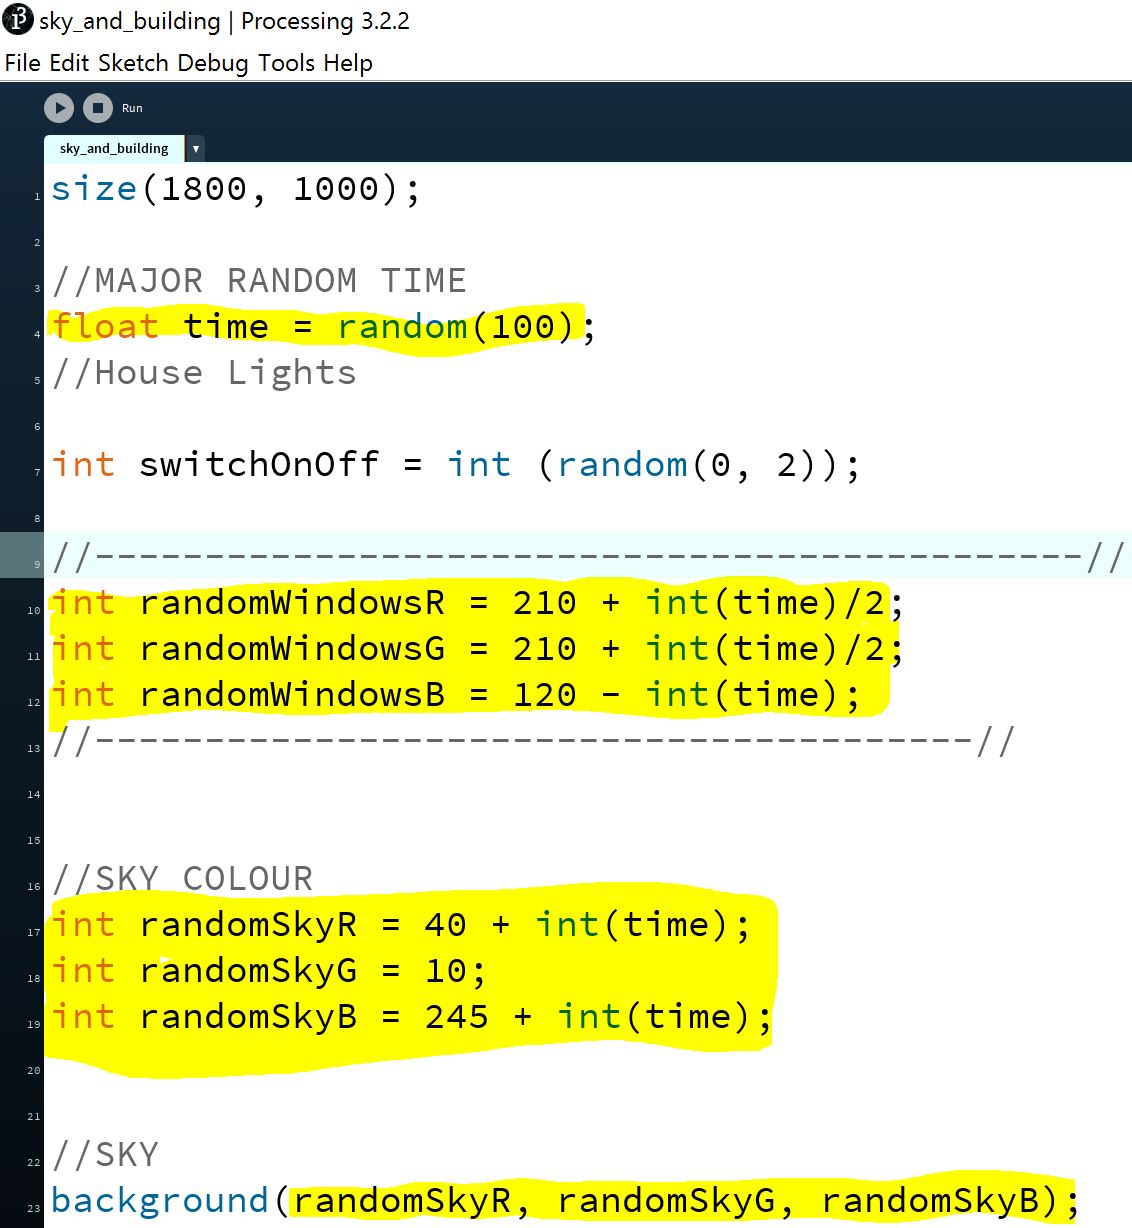 sky_and_building | Processing 3.2.2
File Edit Sketch Debug Tools Help
Run
sky_and_building ▼
1 size(1800, 1000);
2
3 //MAJOR RANDOM TIME
4 float time = random(100);
5 //House Lights
6
7 int switchOnOff = int (random(0, 2));
8
9 //---------------------------------------------//
10 int randomWindowsR = 210 + int(time)/2;
11 int randomWindowsG = 210 + int(time)/2;
12 int randomWindowsB = 120 - int(time);
13 //----------------------------------------//
14
15
16 //SKY COLOUR
17 int randomSkyR = 40 + int(time);
18 int randomSkyG = 10;
19 int randomSkyB = 245 + int(time);
20
21
22 //SKY
23 background(randomSkyR, randomSkyG, randomSkyB);